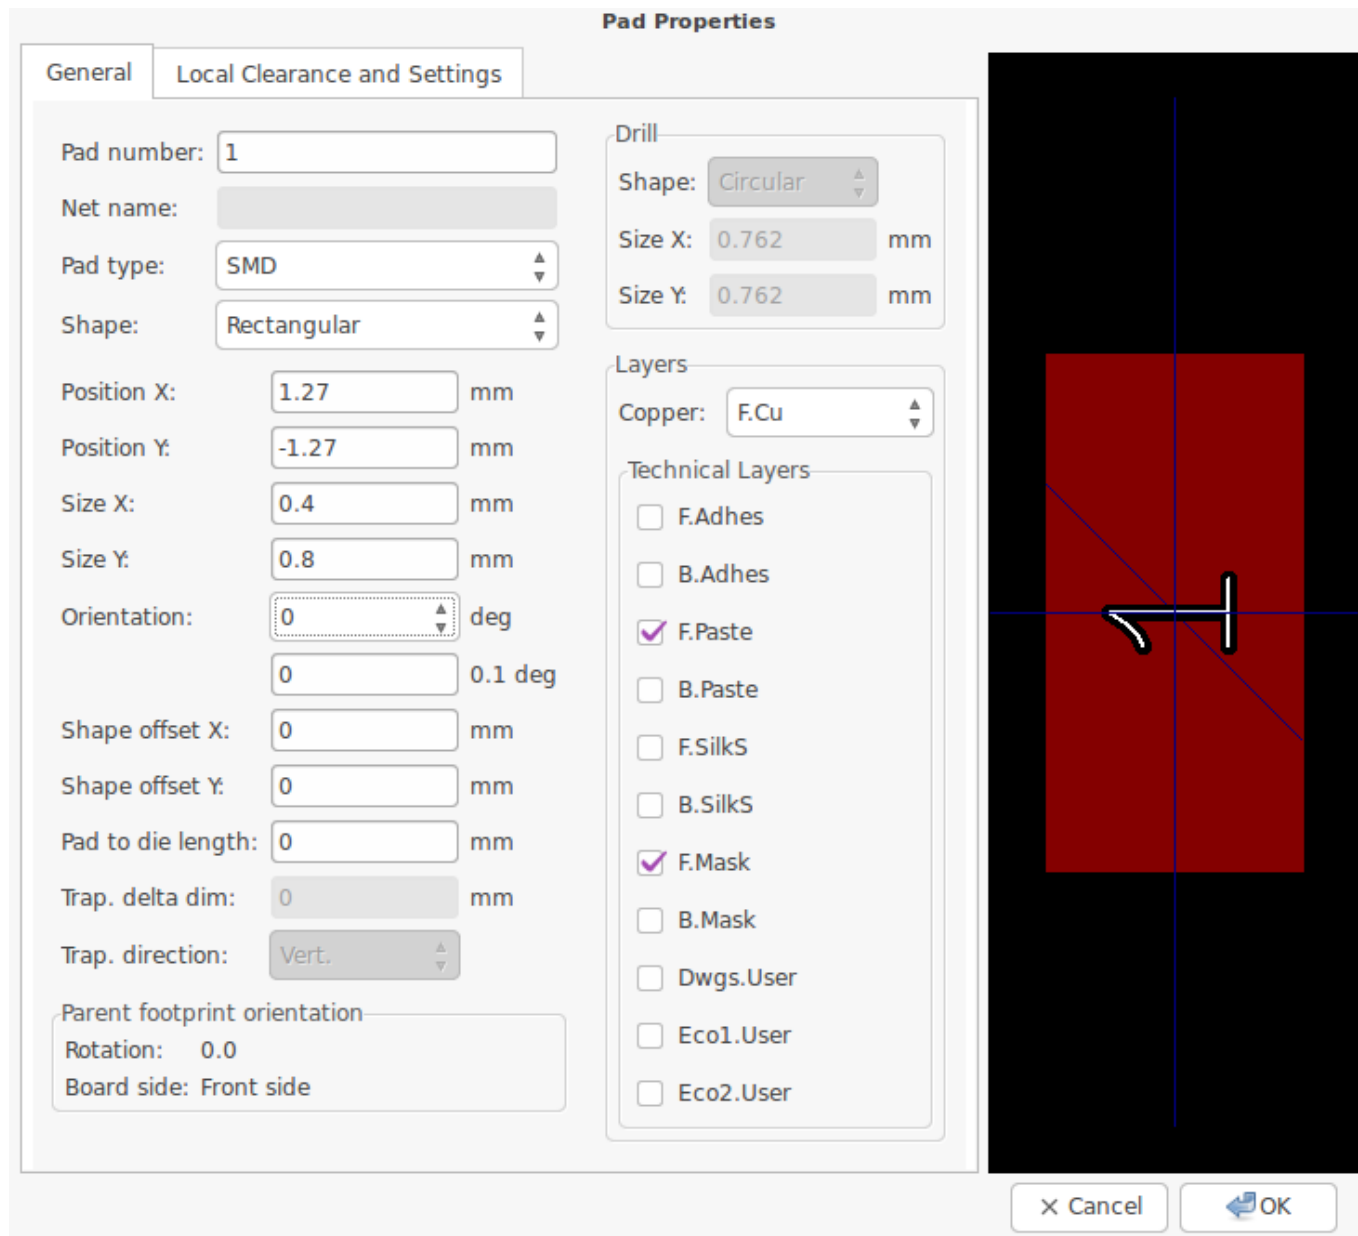 Pad Properties
General
Local Clearance and Settings
Pad number: 1
Net name:
Pad type: SMD
Shape: Rectangular
Position X: 1.27 mm
Position Y: -1.27 mm
Size X: 0.4 mm
Size Y: 0.8 mm
Orientation: 0 deg
0 0.1 deg
Shape offset X: 0 mm
Shape offset Y: 0 mm
Pad to die length: 0 mm
Trap. delta dim: 0 mm
Trap. direction: Vert.
Parent footprint orientation
Rotation: 0.0
Board side: Front side
Drill
Shape: Circular
Size X: 0.762 mm
Size Y: 0.762 mm
Layers
Copper: F.Cu
Technical Layers
F.Adhes
B.Adhes
F.Paste
B.Paste
F.SilkS
B.SilkS
F.Mask
B.Mask
Dwgs.User
Eco1.User
Eco2.User
1
Cancel
OK